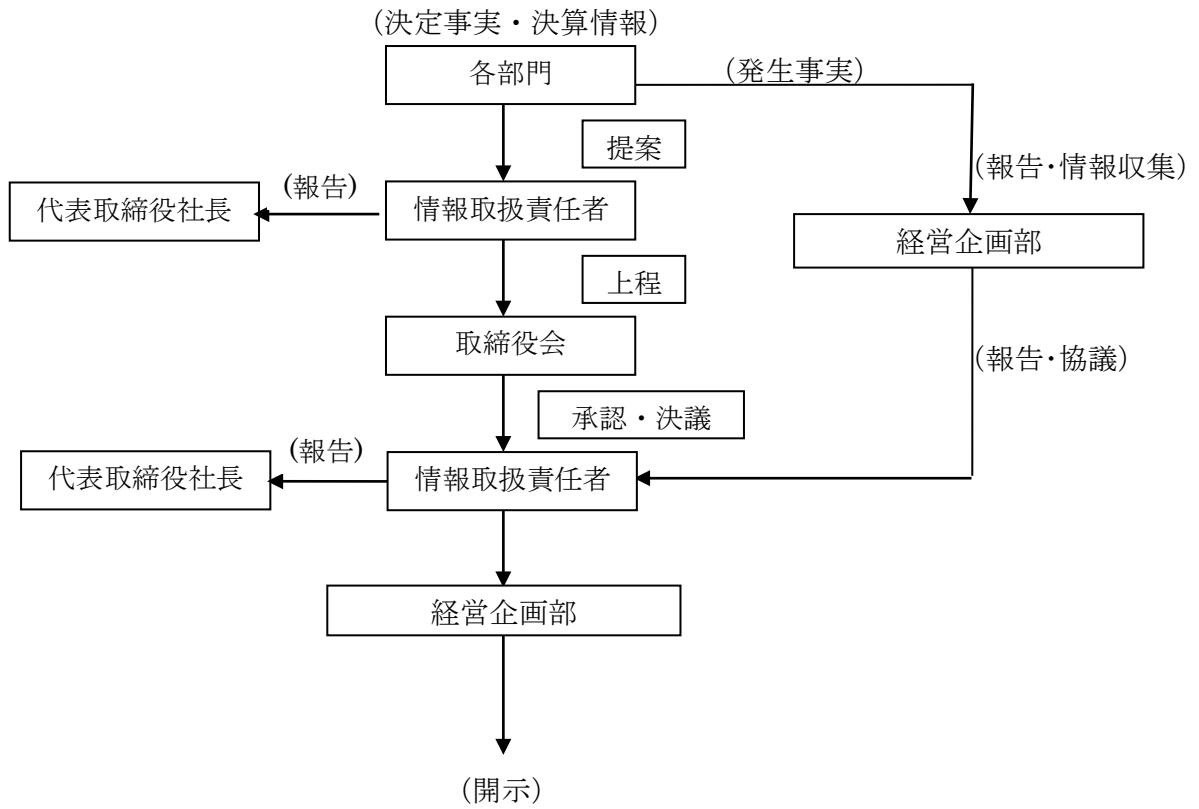 (決定事実・決算情報)
各部門
(発生事実)
提案
(報告・情報収集)
(報告)
代表取締役社長
情報取扱責任者
経営企画部
上程
取締役会
(報告・協議)
承認・決議
(報告)
代表取締役社長
情報取扱責任者
経営企画部
(開示)